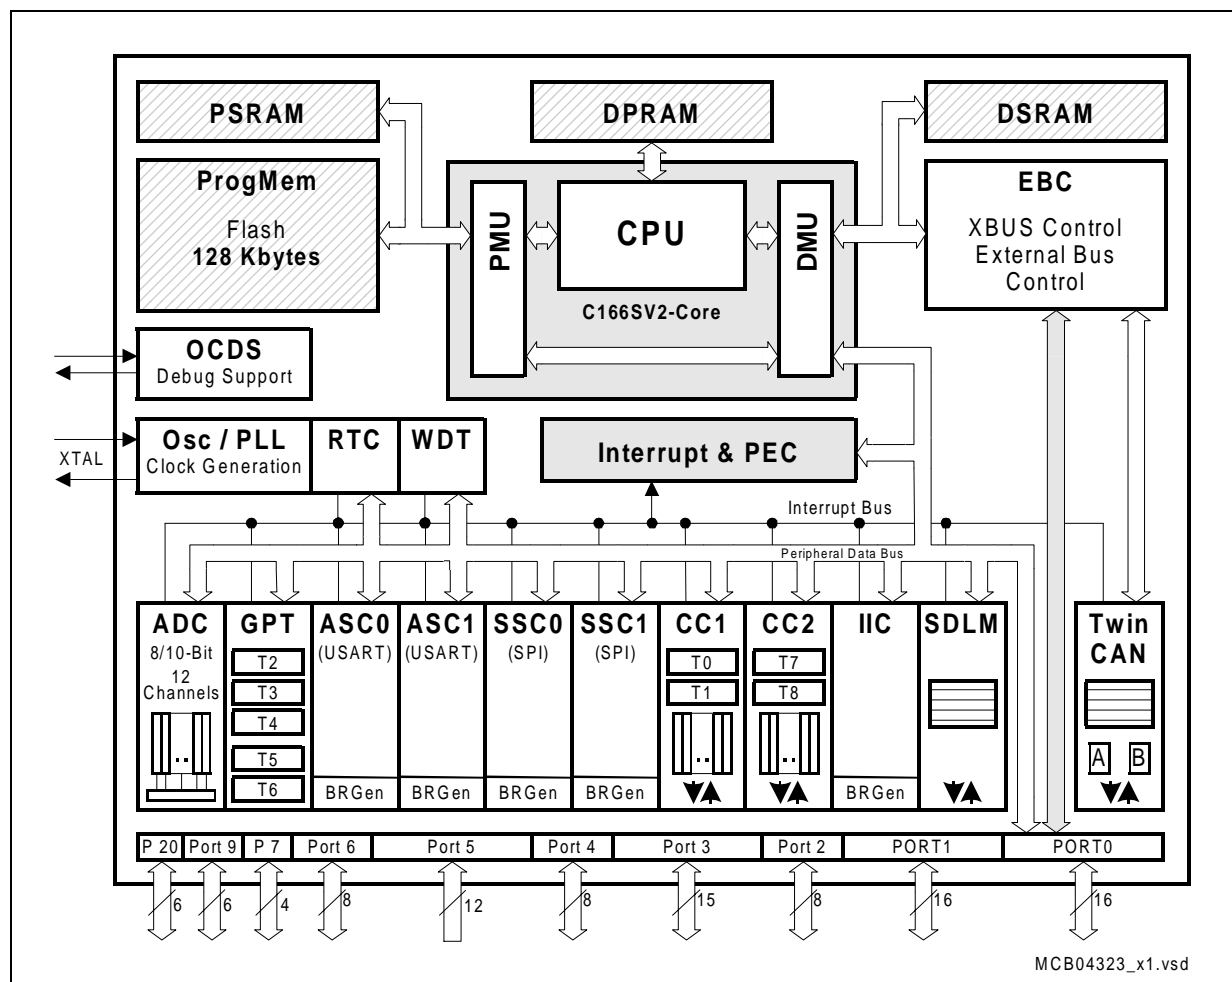 PSRAM
DPRAM
DSRAM
ProgMem
Flash
128 Kbytes
PMU
CPU
DMU
C166SV2-Core
EBC
XBUS Control
External Bus
Control
OCDS
Debug Support
Osc / PLL
Clock Generation
RTC
WDT
Interrupt & PEC
XTAL
Interrupt Bus
Peripheral Data Bus
ADC
8/10-Bit
12
Channels
GPT
T2
T3
T4
T5
T6
ASC0
(USART)
BRGen
ASC1
(USART)
BRGen
SSC0
(SPI)
BRGen
SSC1
(SPI)
BRGen
CC1
T0
T1
CC2
T7
T8
IIC
BRGen
SDLM
Twin
CAN
A
B
P 20
Port 9
P 7
Port 6
Port 5
Port 4
Port 3
Port 2
PORT1
PORT0
6
6
4
8
12
8
15
8
16
16
MCB04323_x1.vsd